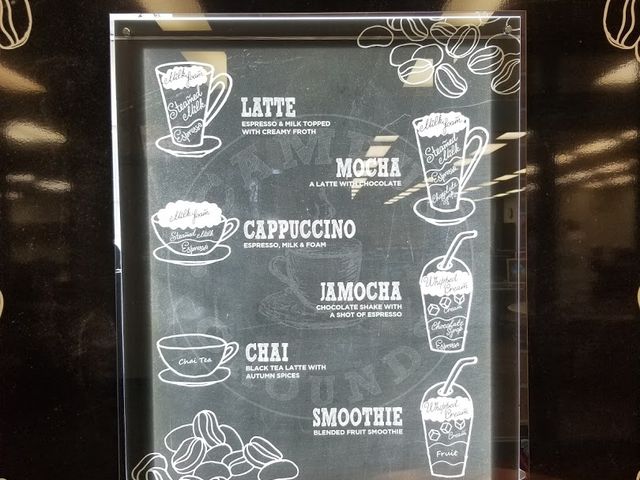 Milk foam
Steamed
Milk
Espresso
LATTE
ESPRESSO & MILK TOPPED
WITH CREAMY FROTH
Milk foam
Steamed
Milk
Espresso
Chocolate
Syrup
MOCHA
A LATTE WITH CHOCOLATE
Milk foam
Steamed Milk
Espresso
CAPPUCCINO
ESPRESSO, MILK & FOAM
Whipped
Cream
Chocolate
Syrup
Espresso
JAMOCHA
CHOCOLATE SHAKE WITH
A SHOT OF ESPRESSO
Chai Tea
CHAI
BLACK TEA LATTE WITH
AUTUMN SPICES
Whipped
Cream
Fruit
SMOOTHIE
BLENDED FRUIT SMOOTHIE